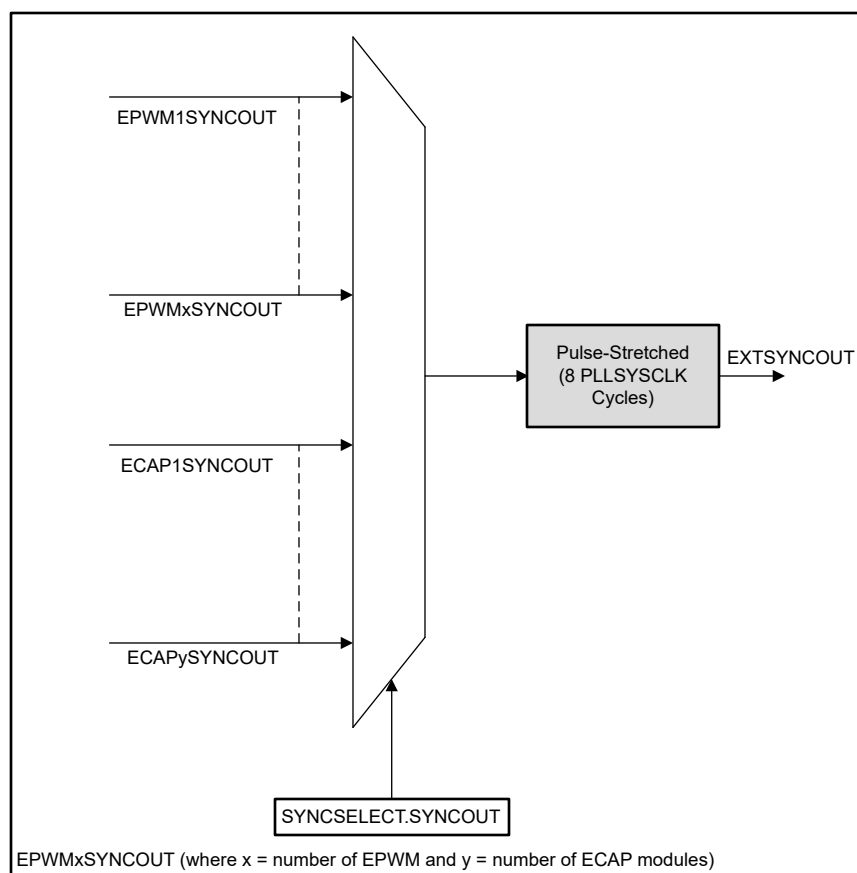 EPWM1SYNCOUT
EPWMxSYNCOUT
Pulse-Stretched
(8 PLLSYSCLK
Cycles)
EXTSYNCOUT
ECAP1SYNCOUT
ECAPySYNCOUT
SYNCSELECT.SYNCOUT
EPWMxSYNCOUT (where x = number of EPWM and y = number of ECAP modules)